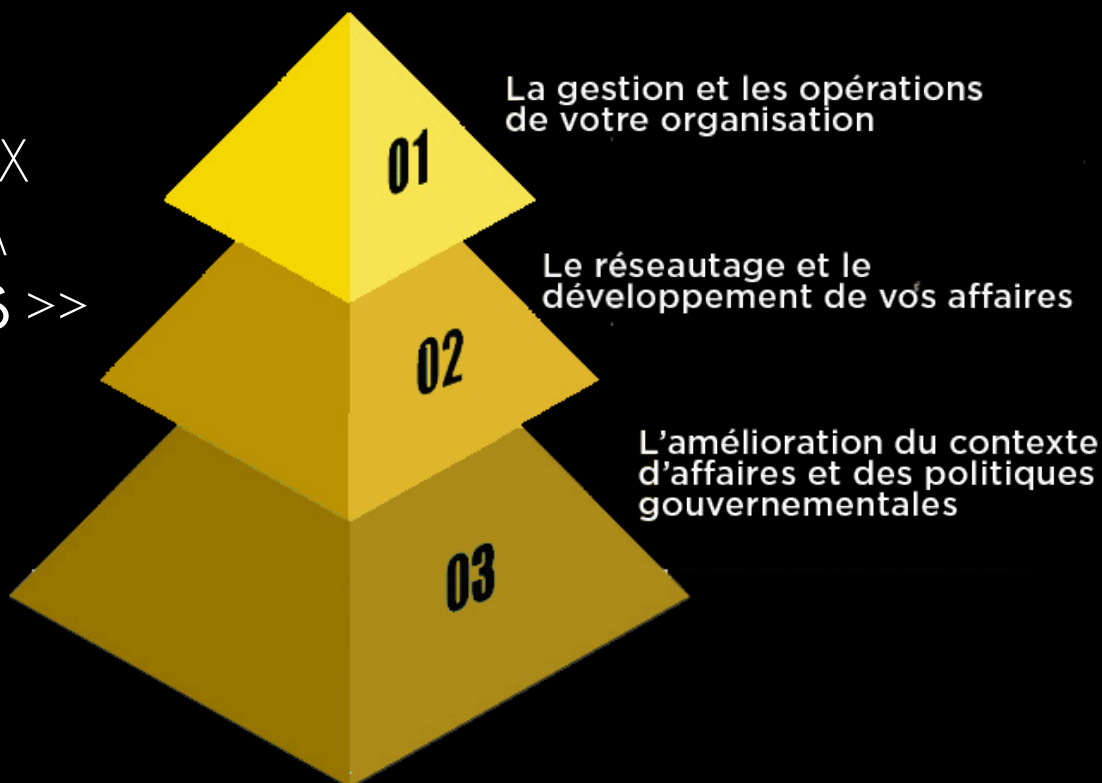 01
La gestion et les opérations
de votre organisation
X
S >>
02
Le réseautage et le
développement de vos affaires
03
L'amélioration du contexte
d'affaires et des politiques
gouvernementales